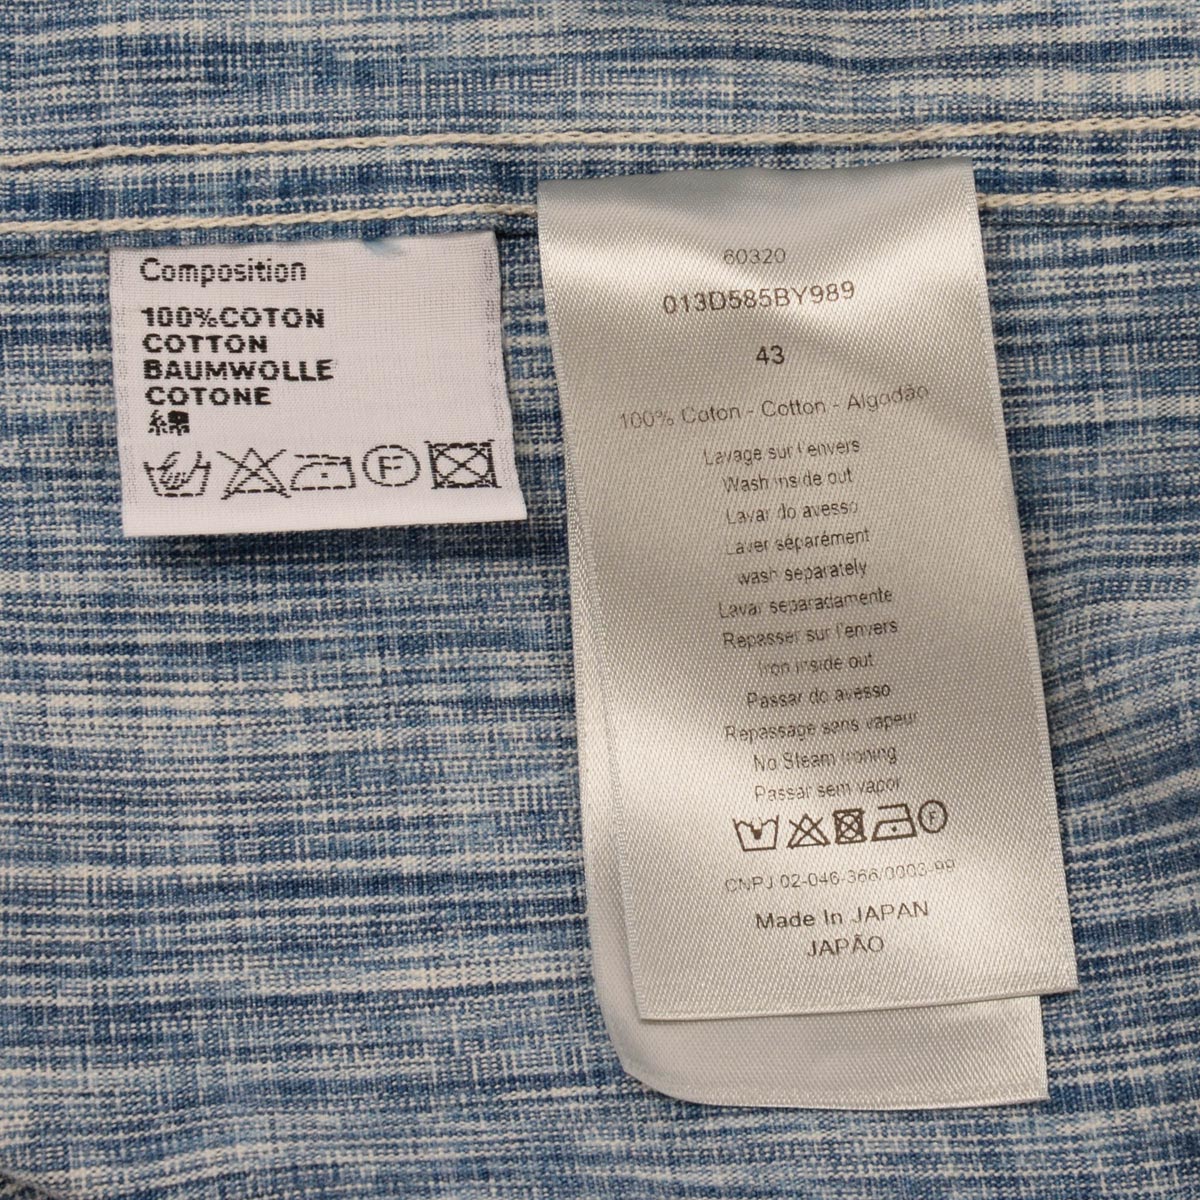 Composition
100%COTON
COTTON
BAUMWOLLE
COTONE
綿
F
60320
013D585BY989
43
100% Coton - Cotton - Algodão
Lavage sur l'envers
Wash inside out
Lavar do avesso
Laver séparément
wash separately
Lavar separadamente
Repasser sur l'envers
Iron inside out
Passar do avesso
Repassage sans vapeur
No Steam Ironing
Passar sem vapor
F
CNPJ 02-046-366/0003-99
Made In JAPAN
JAPÃO